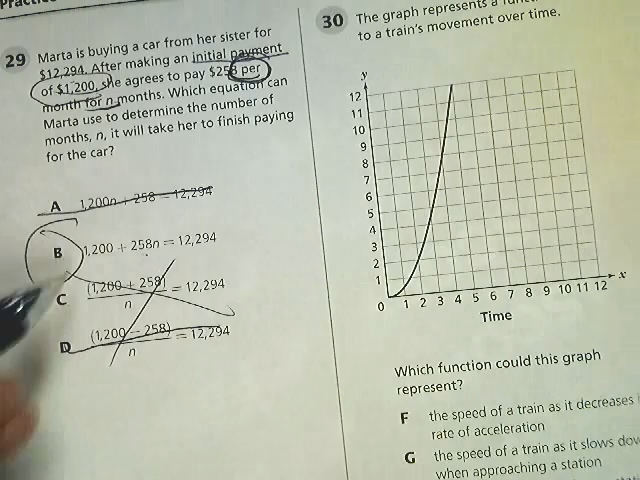 29 Marta is buying a car from her sister for
$12,294. After making an initial payment
of $1,200, she agrees to pay $258 per
month for n months. Which equation can
Marta use to determine the number of
months, n, it will take her to finish paying
for the car?
A 1,200n + 258 = 12,294
B 1,200 + 258n = 12,294
C (1,200 + 258)
n
= 12,294
D (1,200 − 258)
n
= 12,294
30 The graph represents a
to a train's movement over time.
y
12
11
10
9
8
7
6
5
4
3
2
1
0 1 2 3 4 5 6 7 8 9 10 11 12 x
Time
Which function could this graph
represent?
F the speed of a train as it decreases
rate of acceleration
G the speed of a train as it slows
when approaching a station